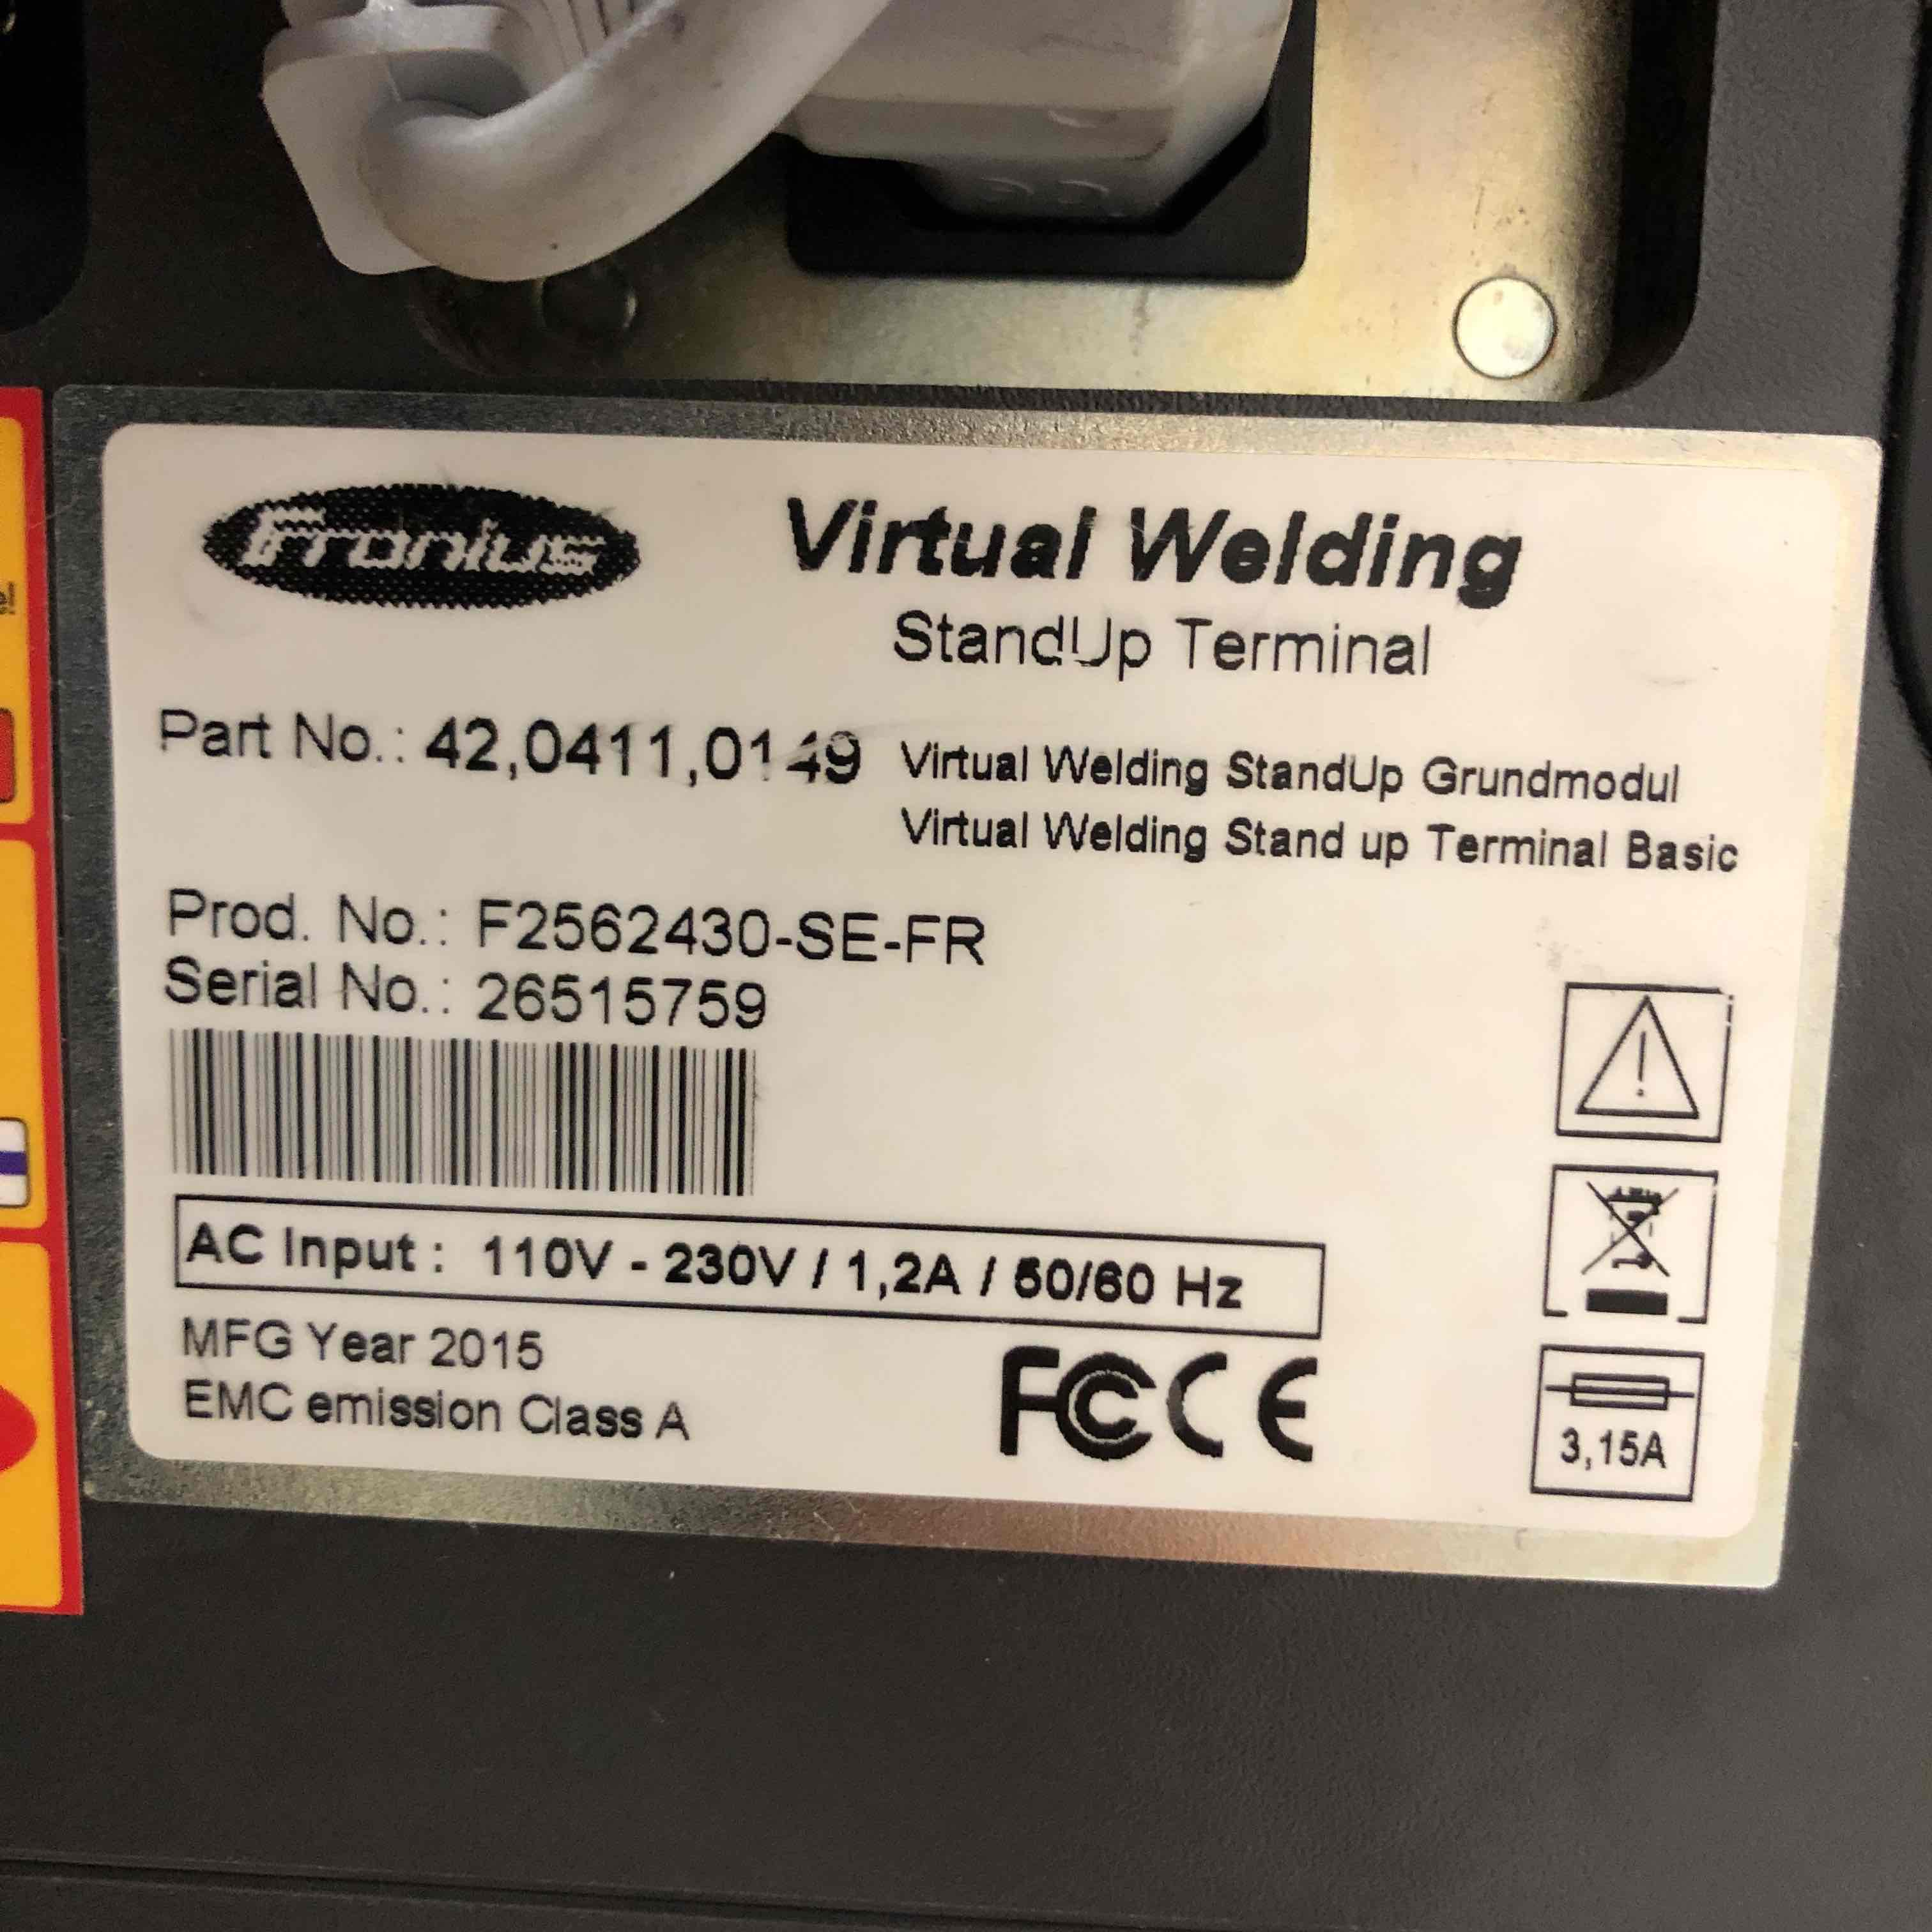 Fronius
Virtual Welding
StandUp Terminal
Part No.: 42,0411,0149 Virtual Welding StandUp Grundmodul
Virtual Welding Stand up Terminal Basic
Prod. No.: F2562430-SE-FR
Serial No.: 26515759
AC Input : 110V - 230V / 1,2A / 50/60 Hz
MFG Year 2015
EMC emission Class A
FC CE
3,15A